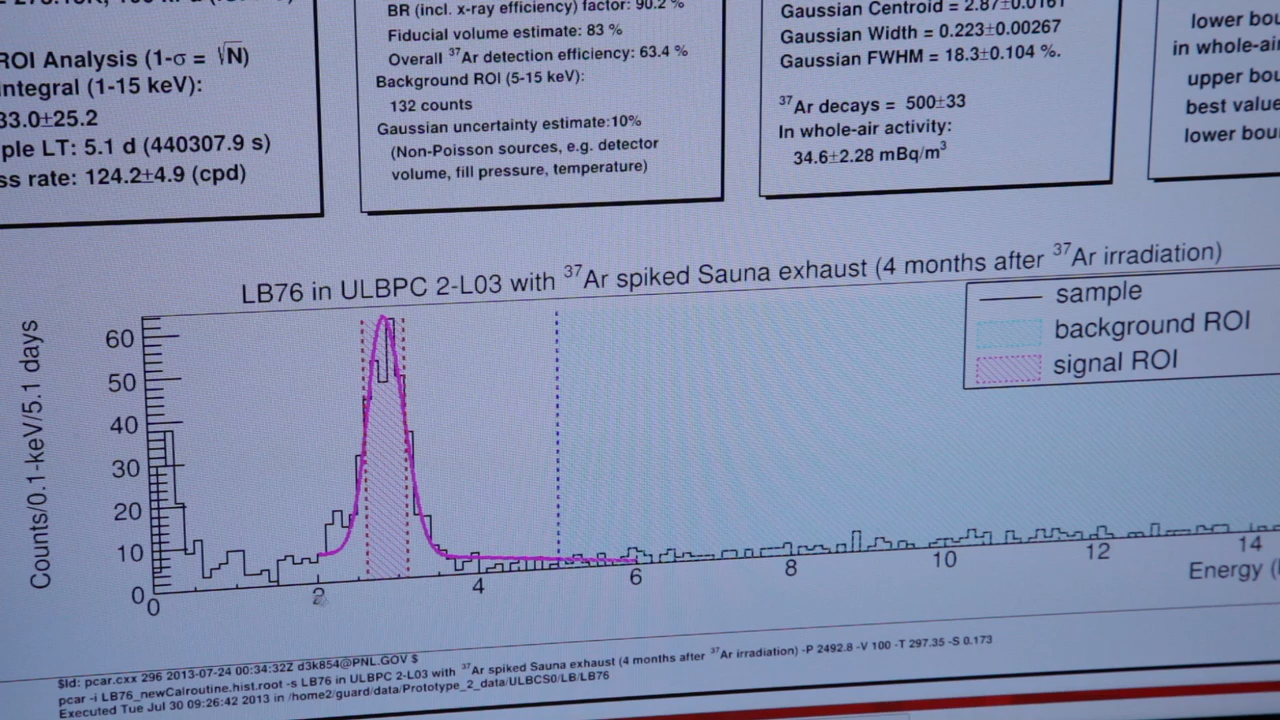 ROI Analysis (1-σ = √N)
integral (1-15 keV):
33.0±25.2
ple LT: 5.1 d (440307.9 s)
ss rate: 124.2±4.9 (cpd)
BR (incl. x-ray efficiency) factor: 90.2 %
Fiducial volume estimate: 83 %
Overall ³⁷Ar detection efficiency: 63.4 %
Background ROI (5-15 keV):
132 counts
Gaussian uncertainty estimate:10%
(Non-Poisson sources, e.g. detector
volume, fill pressure, temperature)
Gaussian Centroid = 2.87±0.0161
Gaussian Width = 0.223±0.00267
Gaussian FWHM = 18.3±0.104 %.
³⁷Ar decays = 500±33
In whole-air activity:
34.6±2.28 mBq/m³
lower bou
in whole-air
upper bou
best value
lower bou
LB76 in ULBPC 2-L03 with ³⁷Ar spiked Sauna exhaust (4 months after ³⁷Ar irradiation)
sample
background ROI
signal ROI
Counts/0.1-keV/5.1 days
60
50
40
30
20
10
0
0 2 4 6 8 10 12 14
Energy (
$Id: pcar.cxx 296 2013-07-24 00:34:32Z d3k854@PNL.GOV $
pcar -i LB76_newCalroutine.hist.root -s LB76 in ULBPC 2-L03 with ³⁷Ar spiked Sauna exhaust (4 months after ³⁷Ar irradiation) -P 2492.8 -V 100 -T 297.35 -S 0.173
Executed Tue Jul 30 09:26:42 2013 in /home2/guard/data/Prototype_2_data/ULBCS0/LB/LB76